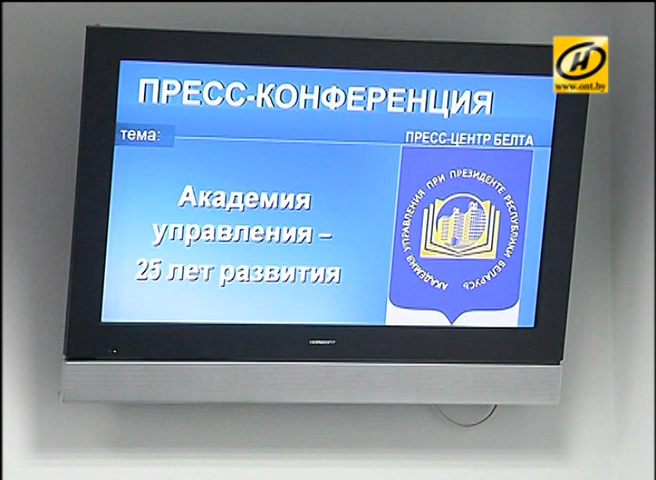 www.ont.by
ПРЕСС-КОНФЕРЕНЦИЯ
тема:
ПРЕСС-ЦЕНТР БЕЛТА
Академия
управления –
25 лет развития
АКАДЕМИЯ УПРАВЛЕНИЯ ПРИ ПРЕЗИДЕНТЕ РЕСПУБЛИКИ БЕЛАРУСЬ
HORIZONT